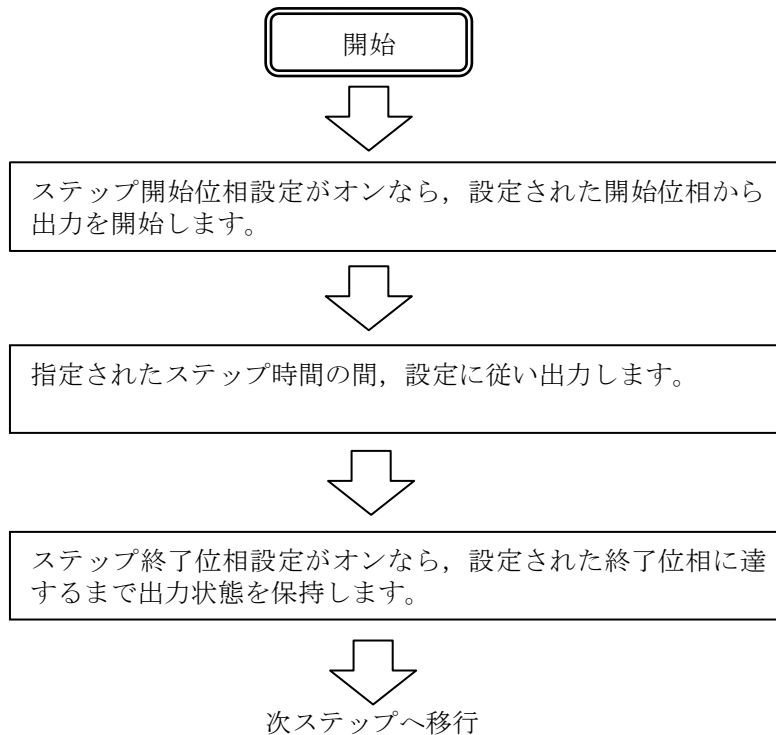 開始
ステップ開始位相設定がオンなら，設定された開始位相から
出力を開始します。
指定されたステップ時間の間，設定に従い出力します。
ステップ終了位相設定がオンなら，設定された終了位相に達
するまで出力状態を保持します。
次ステップへ移行